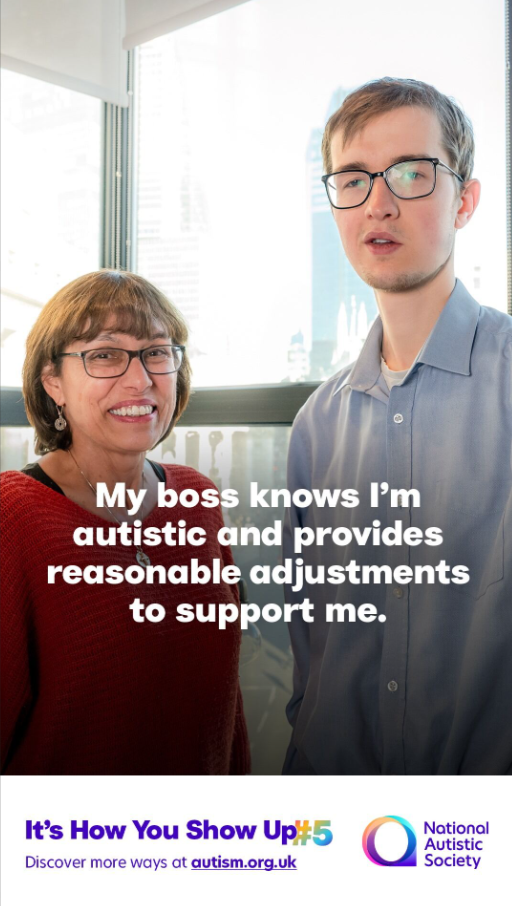 My boss knows I'm
autistic and provides
reasonable adjustments
to support me.
It's How You Show Up#5
Discover more ways at autism.org.uk
National
Autistic
Society